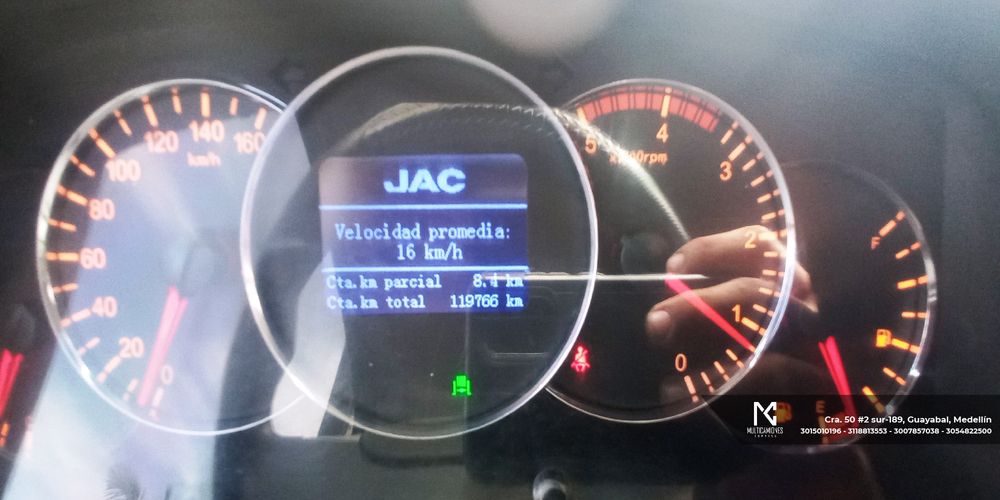 JAC
Velocidad promedia:
16 km/h
Cta.km parcial 8.4 km
Cta.km total 119766 km
0
20
40
60
80
100
120
140
160
km/h
5
4
3
2
1
0
x1000rpm
F
E
MULTICAMIONES
Cra. 50 #2 sur-189, Guayabal, Medellín
3015010196 - 3118813553 - 3007857038 - 3054822500